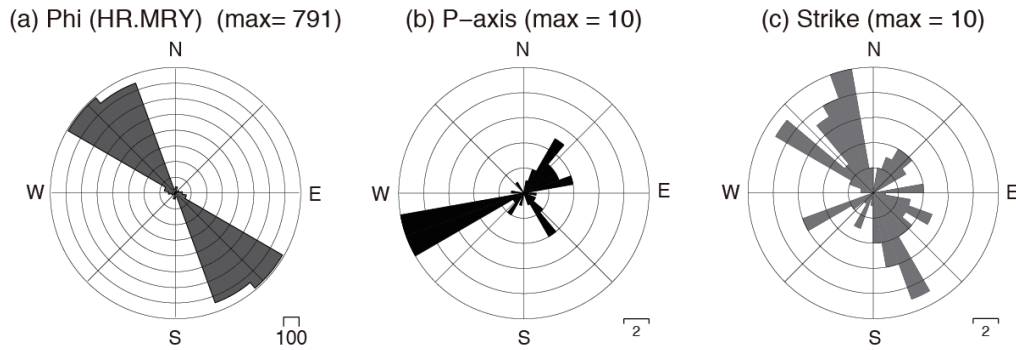 (a) Phi (HR.MRY) (max= 791)
(b) P-axis (max = 10)
(c) Strike (max = 10)
N
N
N
W
E
W
E
W
E
S
S
S
100
2
2